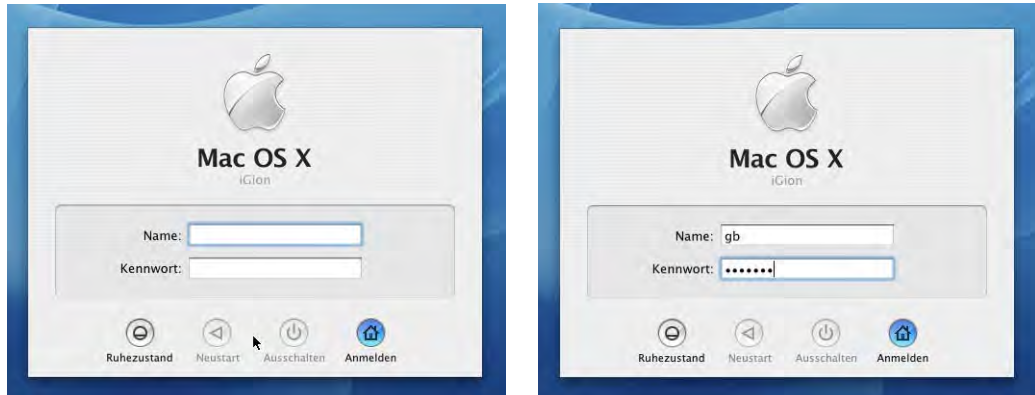 Mac OS X
iGion
Name:
Kennwort:
Ruhezustand Neustart Ausschalten Anmelden
Mac OS X
iGion
Name: gb
Kennwort: •••••••
Ruhezustand Neustart Ausschalten Anmelden